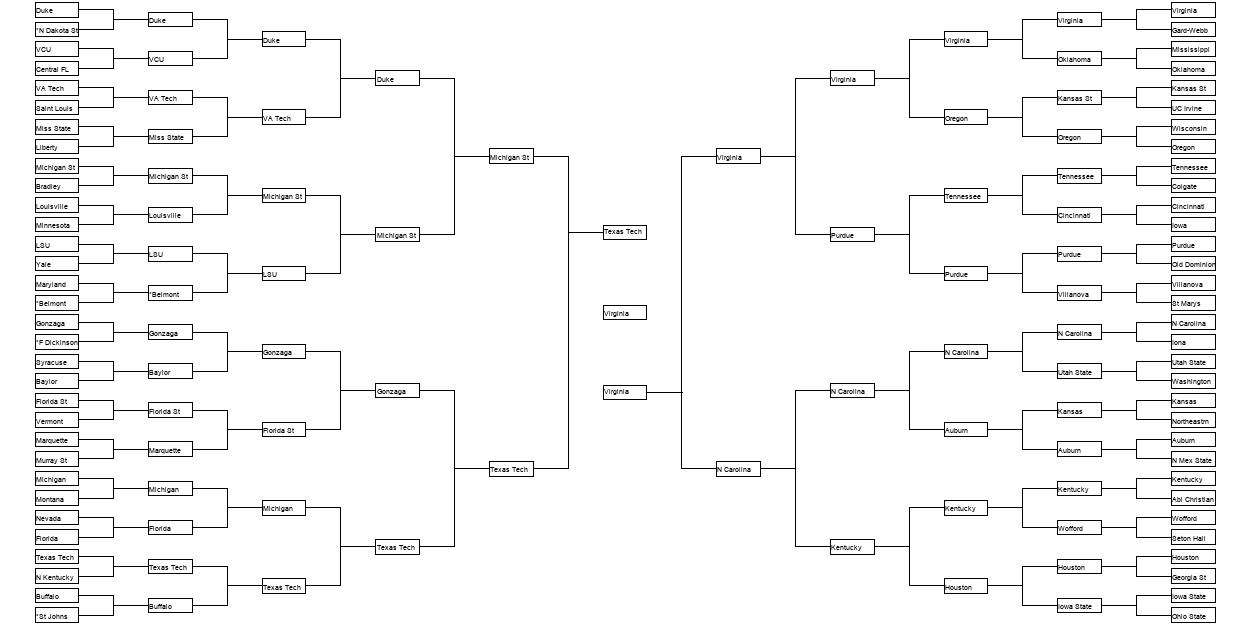 Duke
*N Dakota St
VCU
Central FL
VA Tech
Saint Louis
Miss State
Liberty
Michigan St
Bradley
Louisville
Minnesota
LSU
Yale
Maryland
*Belmont
Gonzaga
*F Dickinson
Syracuse
Baylor
Florida St
Vermont
Marquette
Murray St
Michigan
Montana
Nevada
Florida
Texas Tech
N Kentucky
Buffalo
*St Johns
Duke
VCU
VA Tech
Miss State
Michigan St
Louisville
LSU
*Belmont
Gonzaga
Baylor
Florida St
Marquette
Michigan
Florida
Texas Tech
Buffalo
Duke
VA Tech
Michigan St
LSU
Gonzaga
Florida St
Michigan
Texas Tech
Duke
Michigan St
Gonzaga
Texas Tech
Michigan St
Texas Tech
Texas Tech
Virginia
Virginia
Virginia
N Carolina
Virginia
Purdue
N Carolina
Kentucky
Virginia
Oregon
Tennessee
Purdue
N Carolina
Auburn
Kentucky
Houston
Virginia
Oklahoma
Kansas St
Oregon
Tennessee
Cincinnati
Purdue
Villanova
N Carolina
Utah State
Kansas
Auburn
Kentucky
Wofford
Houston
Iowa State
Virginia
Gard-Webb
Mississippi
Oklahoma
Kansas St
UC Irvine
Wisconsin
Oregon
Tennessee
Colgate
Cincinnati
Iowa
Purdue
Old Dominion
Villanova
St Marys
N Carolina
Iona
Utah State
Washington
Kansas
Northeastrn
Auburn
N Mex State
Kentucky
Abl Christian
Wofford
Seton Hall
Houston
Georgia St
Iowa State
Ohio State